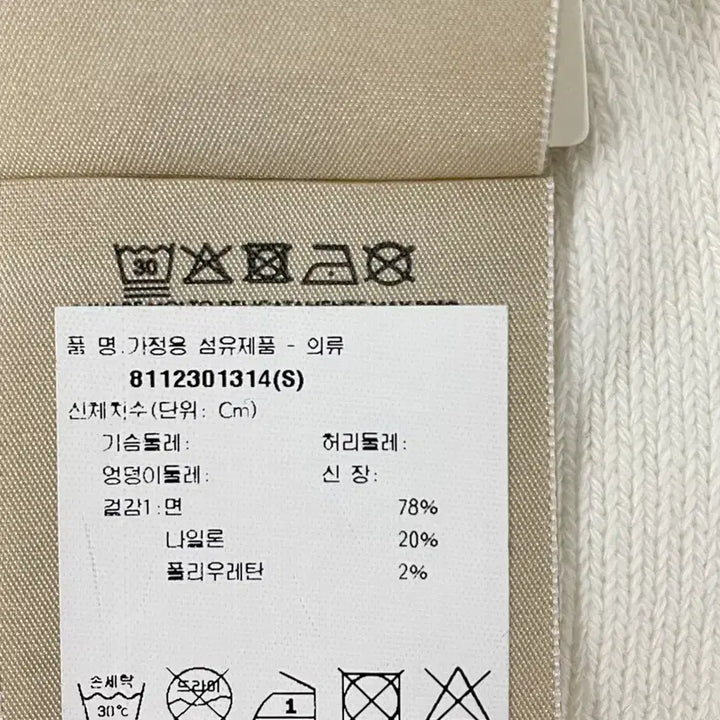 30
품 명:가정용 섬유제품 - 의류
8112301314(S)
신체치수(단위: Cm)
가슴둘레: 허리둘레:
엉덩이둘레: 신 장:
겉감1:면 78%
나일론 20%
폴리우레탄 2%
손세탁 드라이
30℃ 1